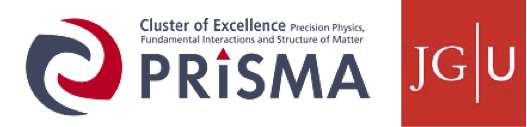 Cluster of Excellence Precision Physics,
Fundamental Interactions and Structure of Matter
PRiSMA
JG|U